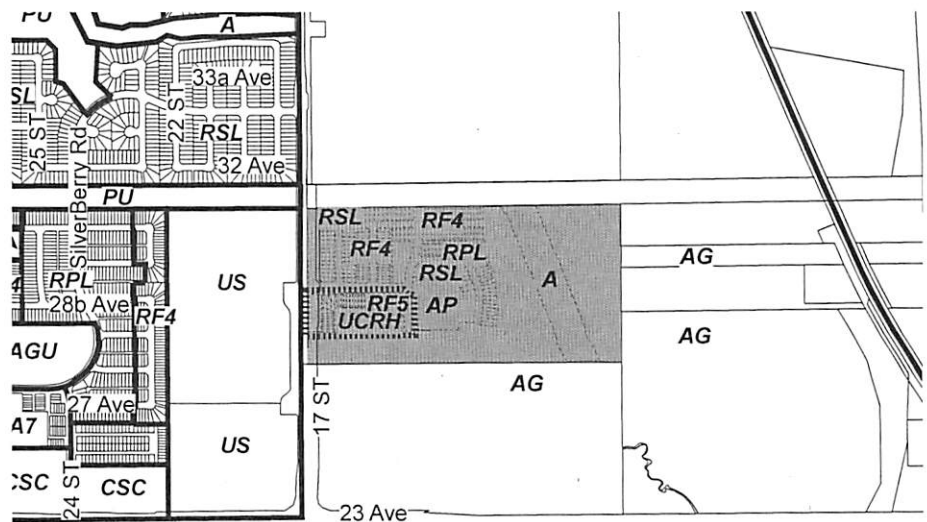 PU
A
33a Ave
SL
25 ST
SilverBerry Rd
22 ST
RSL
32 Ave
PU
RSL
RF4
RF4
RPL
RSL
A
AG
US
RPL
28b Ave
RF4
RF5
UCRH
AP
AG
AGU
AG
27 Ave
A7
17 ST
US
CSC
CSC
24 ST
23 Ave